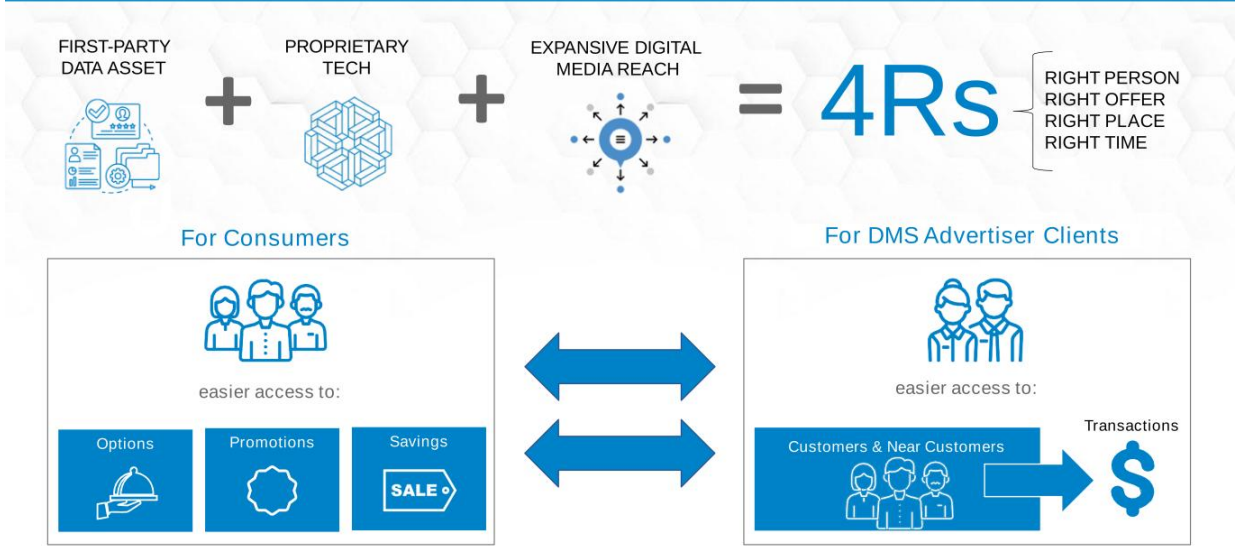 FIRST-PARTY
DATA ASSET
+
PROPRIETARY
TECH
+
EXPANSIVE DIGITAL
MEDIA REACH
=
4Rs
RIGHT PERSON
RIGHT OFFER
RIGHT PLACE
RIGHT TIME
For Consumers
easier access to:
Options
Promotions
Savings
SALE
For DMS Advertiser Clients
easier access to:
Customers & Near Customers
Transactions
$